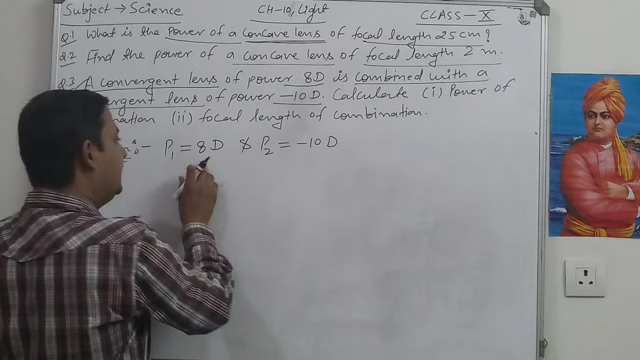 Subject → Science CH-10, Light CLASS-X
Q.1 What is the power of a concave lens of focal length 25 cm?
Q.2 Find the power of a concave lens of focal length 2 m.
Q.3 A convergent lens of power 8D is combined with a
ergent lens of power -10 D. Calculate (i) Power of
nation (ii) focal length of combination.
:- P₁ = 8 D & P₂ = -10 D